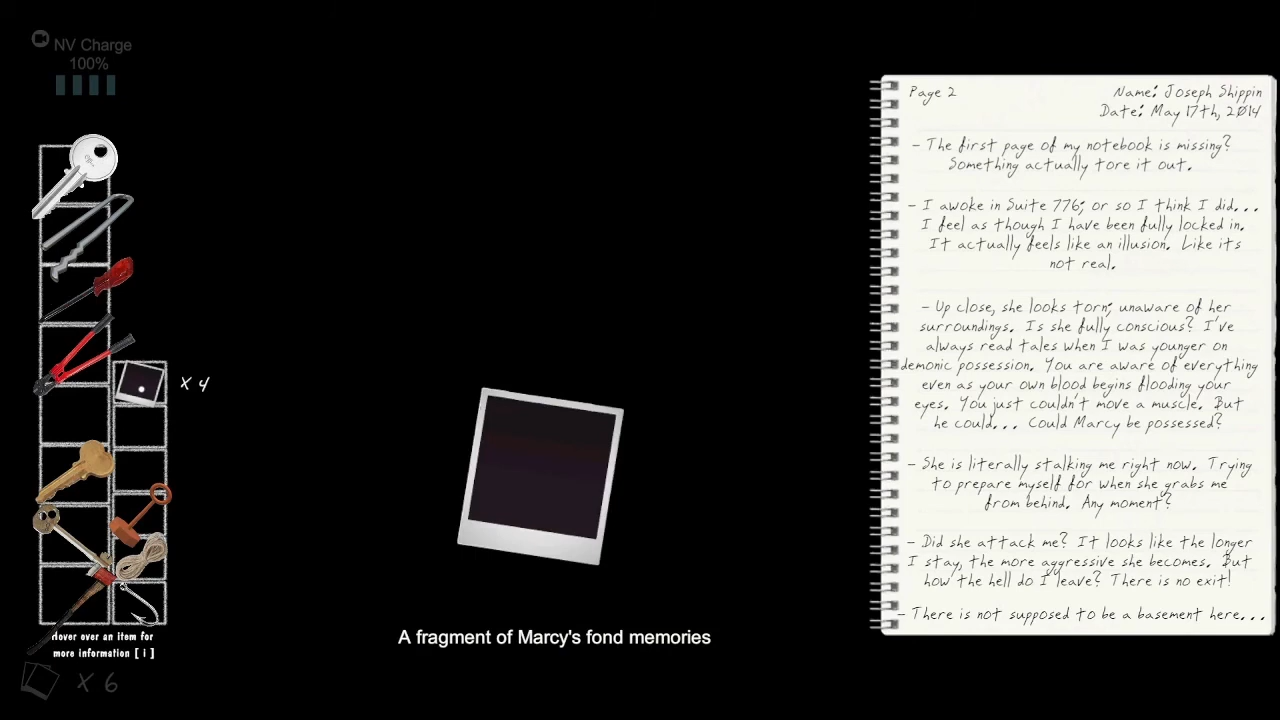 NV Charge
100%
X 4
Hover over an item for
more information [ i ]
X 6
A fragment of Marcy's fond memories
Page 2
Name: Joseph Shippin
Date: May 17th, 2014
- The first page of my notebook is missing?
Something actually tore it out.
- I awoke in Suite 776; or so I think I did...
I feel as though I have been fully locked in.
It actually feels like an illusion. Like it's
not real.
- Up close, she looks torn; unaware of her
surroundings. Is she fully conscious? I've
always read tales when I was younger on
demonic possession. You are aware of everything
even as your own blood begins flooding your
eyes. You just couldn't move a muscle. But
he could... Could Marcy be possessed?
- She is literally stalking me right now. Trying
to prepare myself for when she grabs me
from behind. Any moment?
- Did she attack me? It looks like the longer
I stay, the more aggressive she becomes. But
how the hell do I leave? There is no exit!
- There is not supposed to be a basement here...